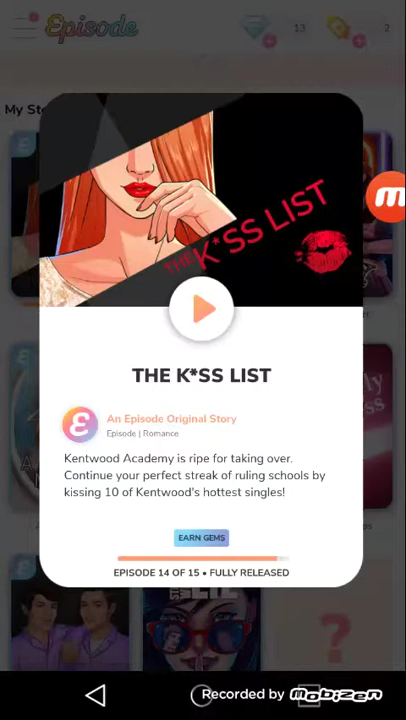 Episode
13
2
My St
THE K*SS LIST
THE K*SS LIST
An Episode Original Story
Episode | Romance
Kentwood Academy is ripe for taking over.
Continue your perfect streak of ruling schools by
kissing 10 of Kentwood's hottest singles!
EARN GEMS
EPISODE 14 OF 15 • FULLY RELEASED
Recorded by Mobizen